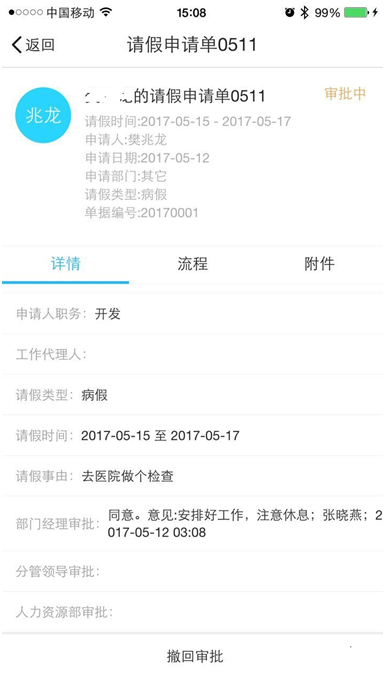 中国移动 15:08 99%
返回 请假申请单0511
的请假申请单0511 审批中
兆龙
请假时间:2017-05-15 - 2017-05-17
申请人:樊兆龙
申请日期:2017-05-12
申请部门:其它
请假类型:病假
单据编号:20170001
详情 流程 附件
申请人职务: 开发
工作代理人:
请假类型: 病假
请假时间: 2017-05-15 至 2017-05-17
请假事由: 去医院做个检查
部门经理审批: 同意。意见:安排好工作，注意休息；张晓燕；2
017-05-12 03:08
分管领导审批:
人力资源部审批:
撤回审批